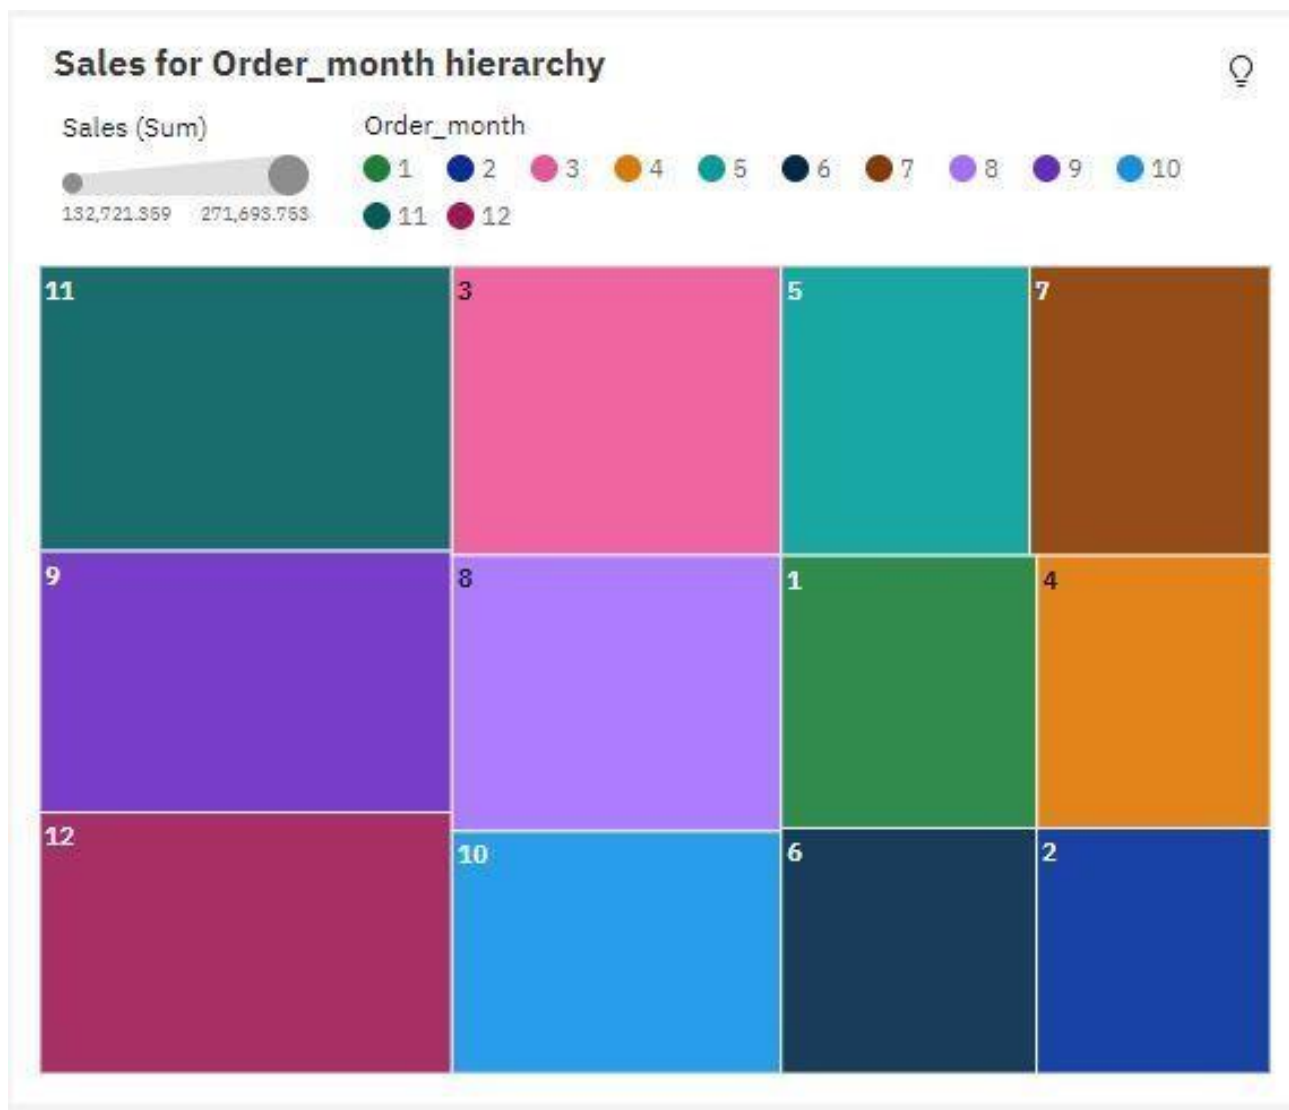 Sales for Order_month hierarchy
Sales (Sum)
132,721.359 271,693.753
Order_month
1 2 3 4 5 6 7 8 9 10
11 12
11 3 5 7
9 8 1 4
12 10 6 2